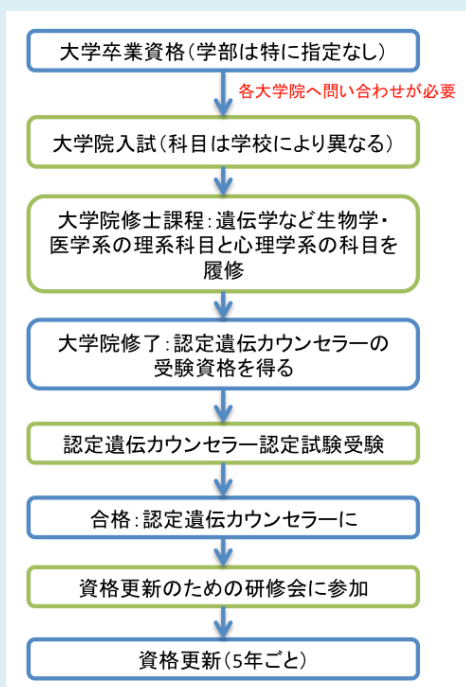 大学卒業資格(学部は特に指定なし)
各大学院へ問い合わせが必要
大学院入試(科目は学校により異なる)
大学院修士課程:遺伝学など生物学・
医学系の理系科目と心理学系の科目を
履修
大学院修了:認定遺伝カウンセラーの
受験資格を得る
認定遺伝カウンセラー認定試験受験
合格:認定遺伝カウンセラーに
資格更新のための研修会に参加
資格更新(5年ごと)